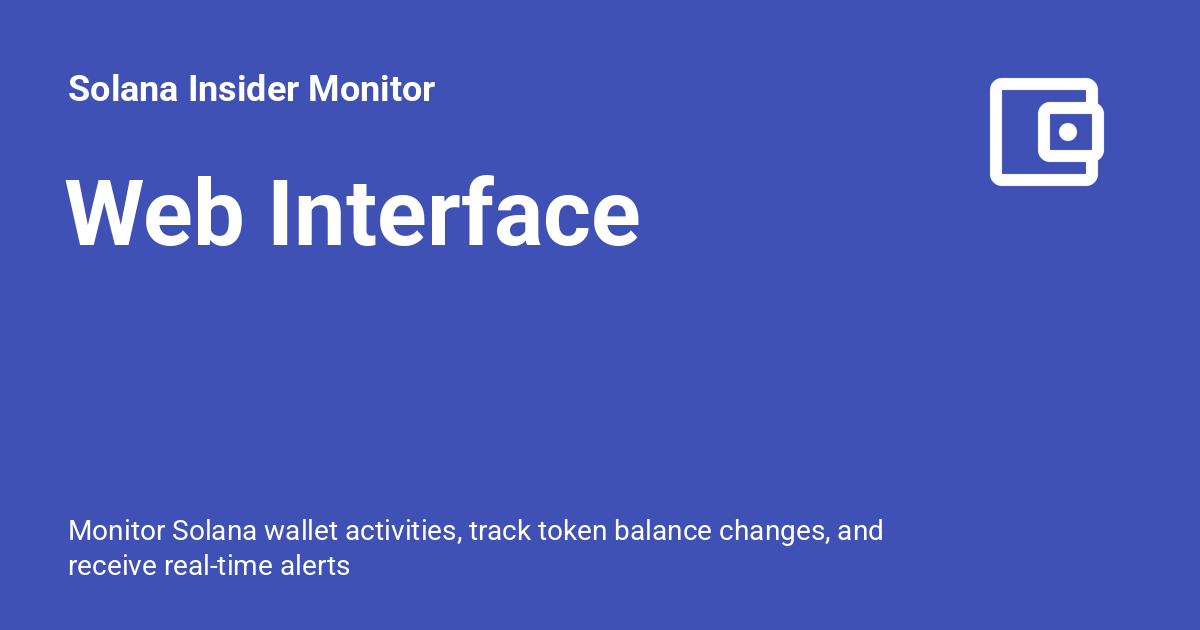 Solana Insider Monitor
Web Interface
Monitor Solana wallet activities, track token balance changes, and
receive real-time alerts